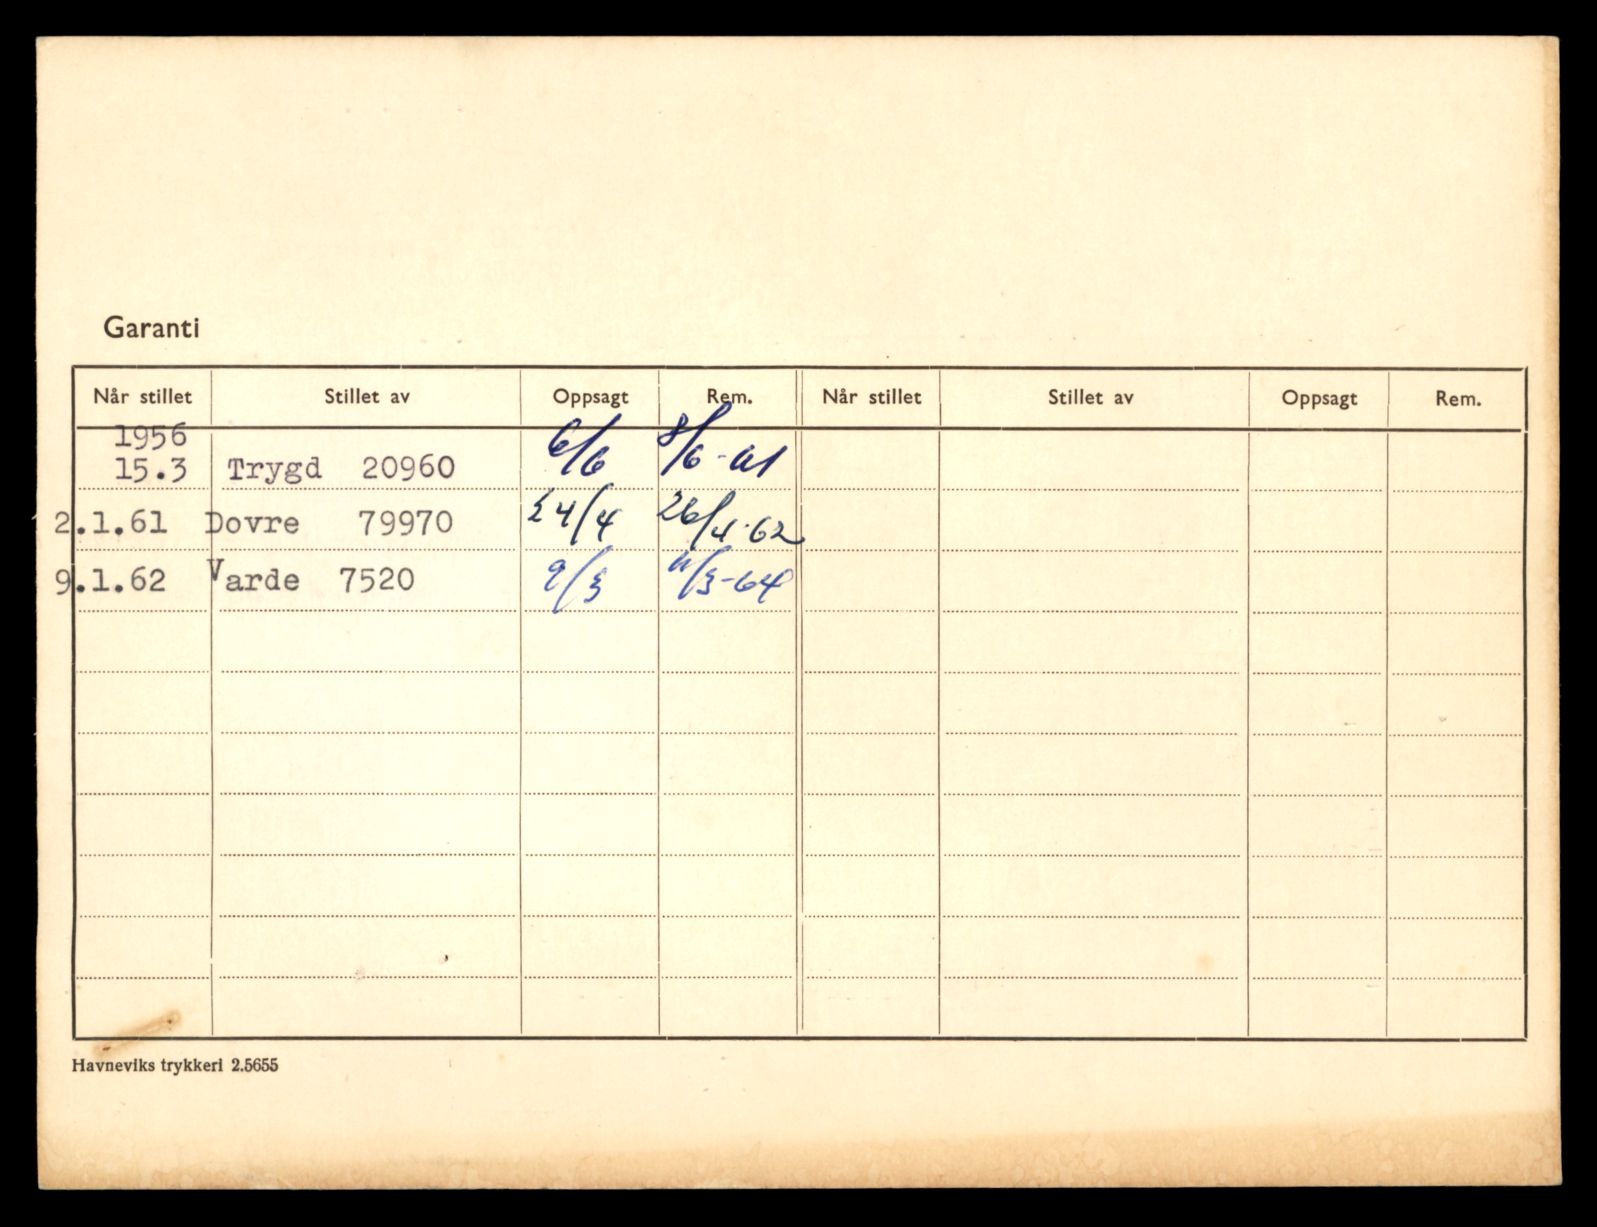 Garanti
Når stillet Stillet av Oppsagt Rem. Når stillet Stillet av Oppsagt Rem.
1956
15.3 Trygd 20960 6/6 8/6-61
2.1.61 Dovre 79970 24/4 26/4-62
9.1.62 Varde 7520 9/3 11/3-64
Havneviks trykkeri 2.5655